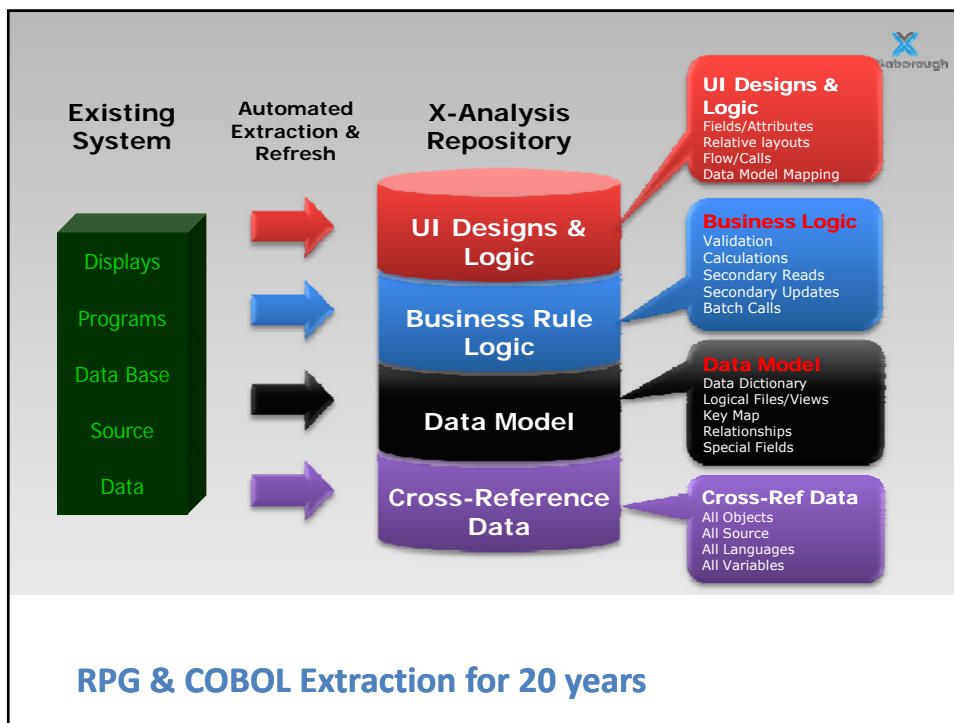 Existing
System
Displays
Programs
Data Base
Source
Data
Automated
Extraction &
Refresh
X-Analysis
Repository
UI Designs &
Logic
Business Rule
Logic
Data Model
Cross-Reference
Data
UI Designs &
Logic
Fields/Attributes
Relative layouts
Flow/Calls
Data Model Mapping
Business Logic
Validation
Calculations
Secondary Reads
Secondary Updates
Batch Calls
Data Model
Data Dictionary
Logical Files/Views
Key Map
Relationships
Special Fields
Cross-Ref Data
All Objects
All Source
All Languages
All Variables
RPG & COBOL Extraction for 20 years